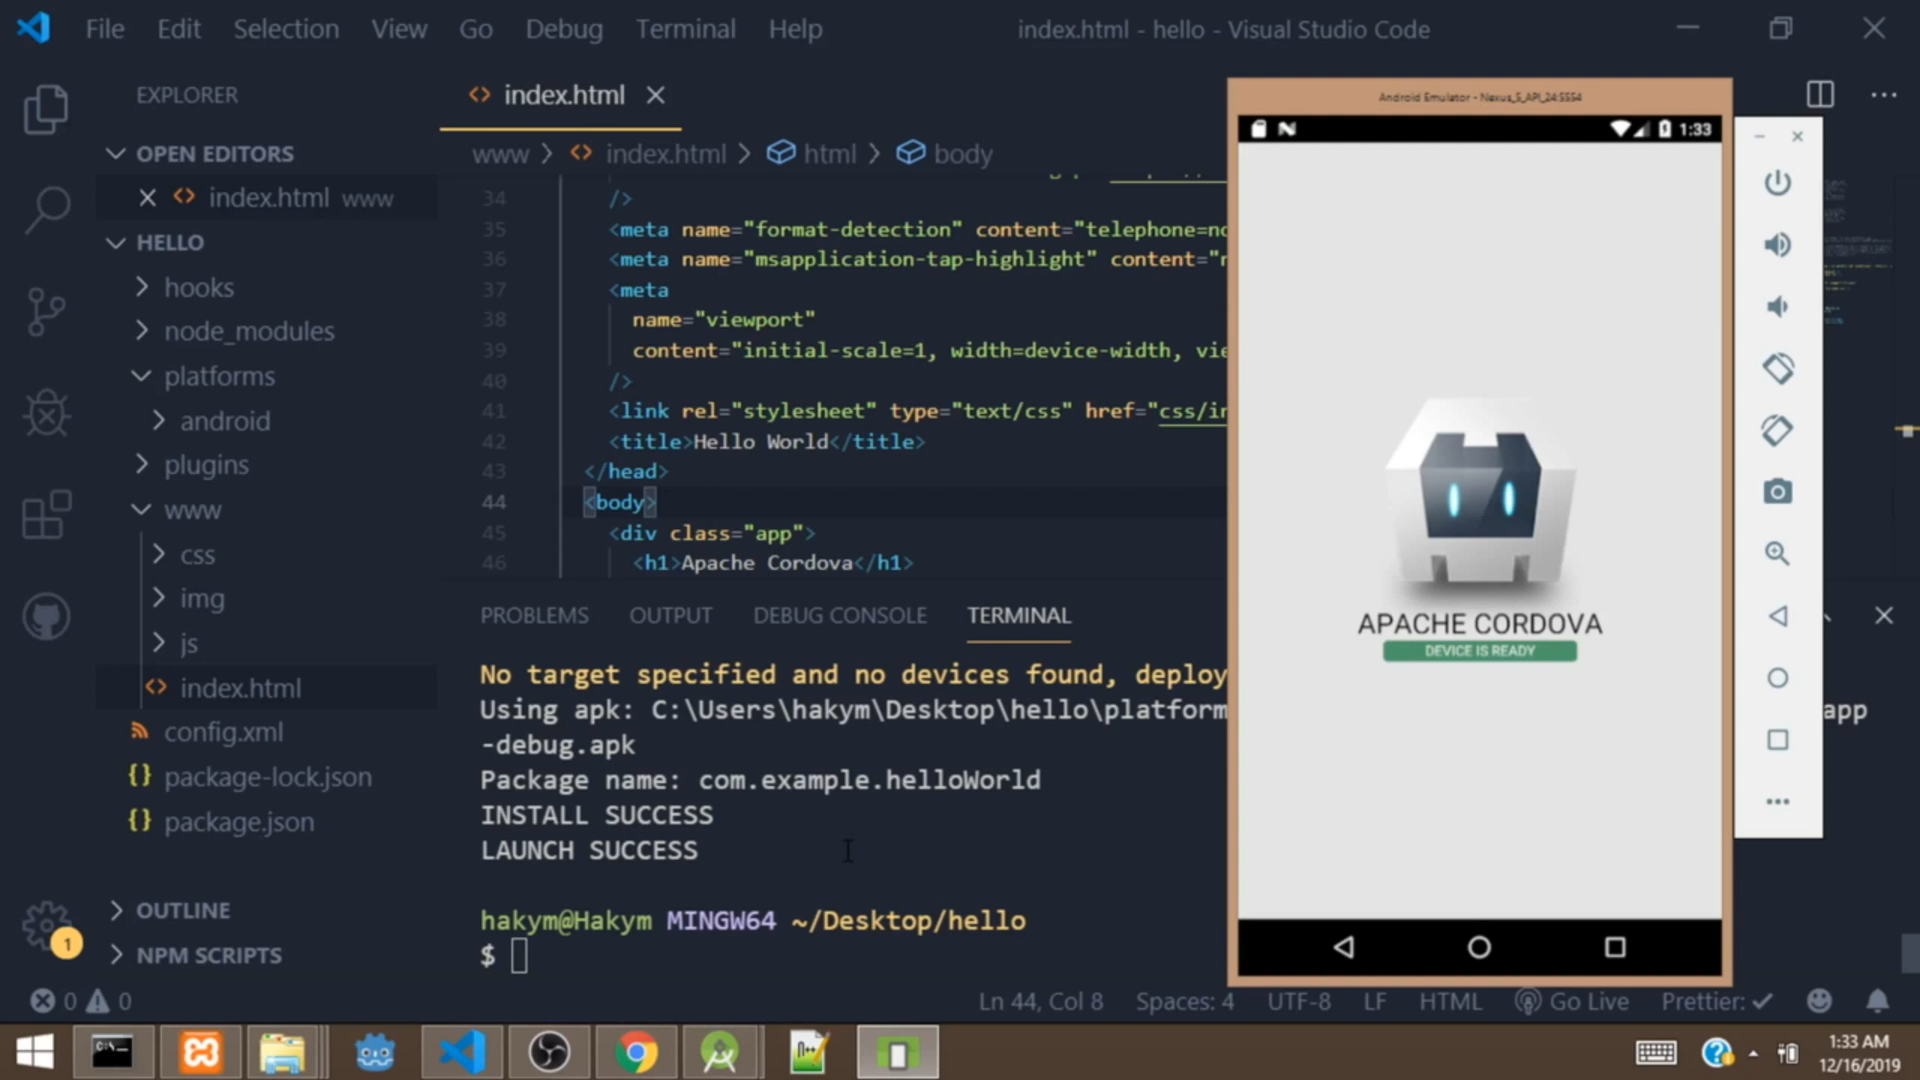 File Edit Selection View Go Debug Terminal Help
index.html - hello - Visual Studio Code
EXPLORER
OPEN EDITORS
index.html www
HELLO
hooks
node_modules
platforms
android
plugins
www
css
img
js
index.html
config.xml
package-lock.json
package.json
OUTLINE
NPM SCRIPTS
1
index.html
www > index.html > html > body
34 />
35 <meta name="format-detection" content="telephone=no
36 <meta name="msapplication-tap-highlight" content="n
37 <meta
38 name="viewport"
39 content="initial-scale=1, width=device-width, vie
40 />
41 <link rel="stylesheet" type="text/css" href="css/in
42 <title>Hello World</title>
43 </head>
44 <body>
45 <div class="app">
46 <h1>Apache Cordova</h1>
PROBLEMS OUTPUT DEBUG CONSOLE TERMINAL
No target specified and no devices found, deploy
Using apk: C:\Users\hakym\Desktop\hello\platform
app
-debug.apk
Package name: com.example.helloWorld
INSTALL SUCCESS
LAUNCH SUCCESS
hakym@Hakym MINGW64 ~/Desktop/hello
$
Android Emulator - Nexus_5_API_24:5554
1:33
APACHE CORDOVA
DEVICE IS READY
0 0
Ln 44, Col 8 Spaces: 4 UTF-8 LF HTML Go Live Prettier: ✓
1:33 AM
12/16/2019